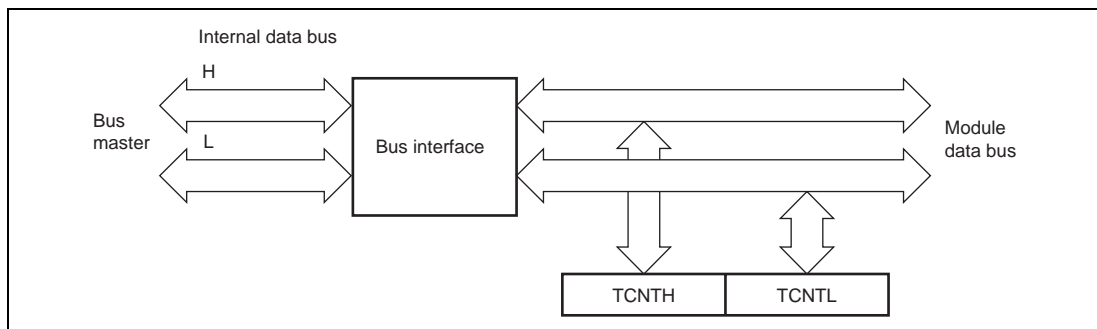 Internal data bus
H
Bus
master
L
Bus interface
Module
data bus
TCNTH
TCNTL